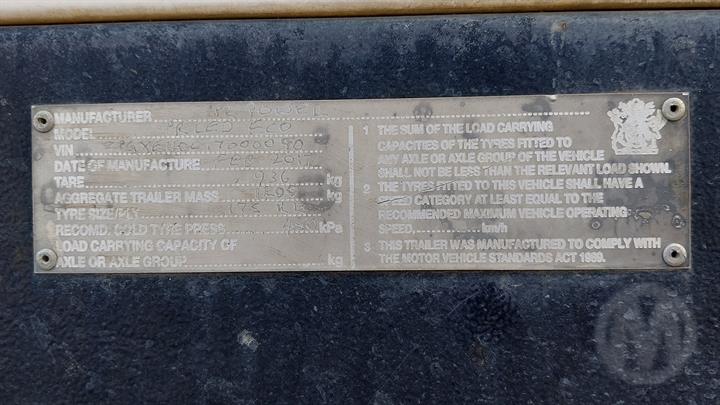 MANUFACTURER
MODEL
VIN
DATE OF MANUFACTURE FEB 2017
TARE kg
AGGREGATE TRAILER MASS kg
TYRE SIZE/PLY
RECOMD. COLD TYRE PRESS. kPa
LOAD CARRYING CAPACITY OF
AXLE OR AXLE GROUP kg
1 THE SUM OF THE LOAD CARRYING
CAPACITIES OF THE TYRES FITTED TO
ANY AXLE OR AXLE GROUP OF THE VEHICLE
SHALL NOT BE LESS THAN THE RELEVANT LOAD SHOWN.
2 THE TYRES FITTED TO THIS VEHICLE SHALL HAVE A
SPEED CATEGORY AT LEAST EQUAL TO THE
RECOMMENDED MAXIMUM VEHICLE OPERATING
SPEED, km/h
3 THIS TRAILER WAS MANUFACTURED TO COMPLY WITH
THE MOTOR VEHICLE STANDARDS ACT 1989.
M